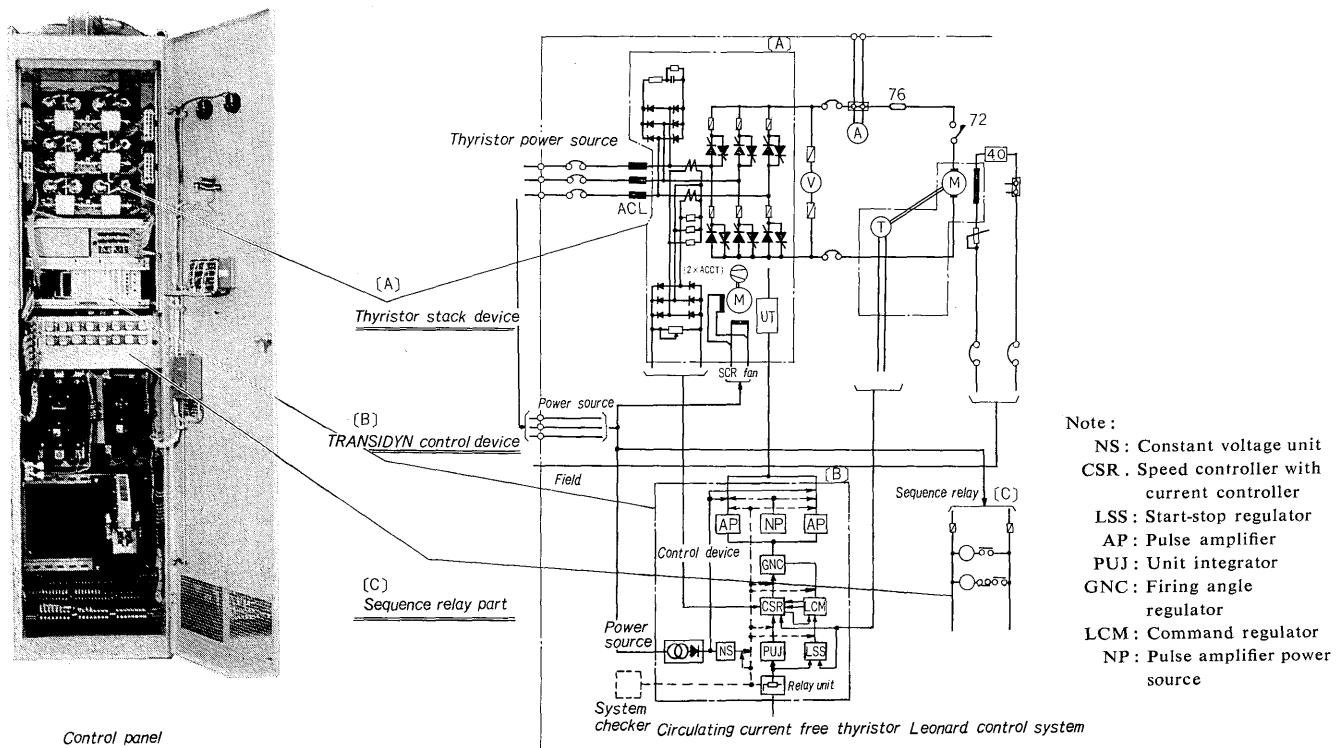 [A]
76
72
Thyristor power source
A
40
V
M
ACL
T
[A]
(2×ACCT)
M
UT
Thyristor stack device
SCR fan
Power source
[B]
TRANSIDYN control device
Field
[B]
Sequence relay
[C]
AP
NP
AP
Control device
GNC
[C]
Sequence relay part
CSR
LCM
Power
source
NS
PUJ
LSS
Relay unit
System
checker
Circulating current free thyristor Leonard control system
Control panel
Note :
NS : Constant voltage unit
CSR . Speed controller with
current controller
LSS : Start-stop regulator
AP : Pulse amplifier
PUJ : Unit integrator
GNC : Firing angle
regulator
LCM : Command regulator
NP : Pulse amplifier power
source